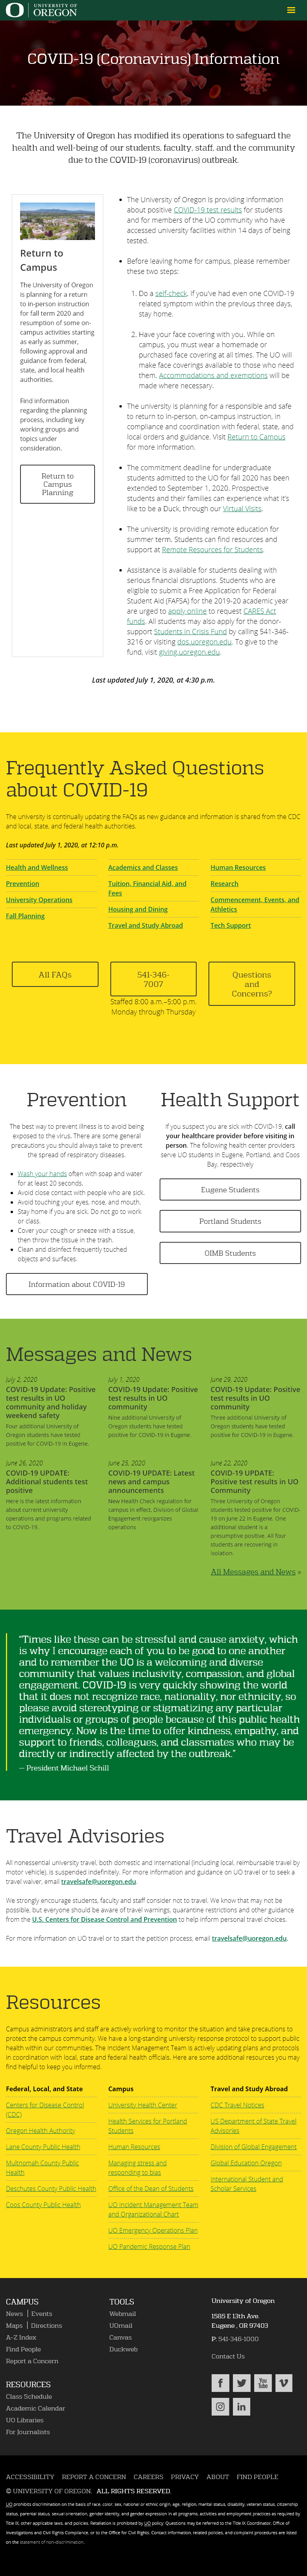 UNIVERSITY OF
OREGON
COVID-19 (Coronavirus) Information
The University of Oregon has modified its operations to safeguard the
health and well-being of our students, faculty, staff, and the community
due to the COVID-19 (coronavirus) outbreak.
Return to
Campus
The University of Oregon
is planning for a return
to in-person instruction
for fall term 2020 and
resumption of some on-
campus activities starting
as early as summer,
following approval and
guidance from federal,
state, and local health
authorities.
Find information
regarding the planning
process, including key
working groups and
topics under
consideration.
Return to
Campus
Planning
The University of Oregon is providing information
about positive COVID-19 test results for students
and for members of the UO community who have
accessed university facilities within 14 days of being
tested.
Before leaving home for campus, please remember
these two steps:
1. Do a self-check. If you've had even one COVID-19
related symptom within the previous three days,
stay home.
2. Have your face covering with you. While on
campus, you must wear a homemade or
purchased face covering at all times. The UO will
make face coverings available to those who need
them. Accommodations and exemptions will be
made where necessary.
The university is planning for a responsible and safe
return to in-person, on-campus instruction, in
compliance and coordination with federal, state, and
local orders and guidance. Visit Return to Campus
for more information.
The commitment deadline for undergraduate
students admitted to the UO for fall 2020 has been
extended to September 1, 2020. Prospective
students and their families can experience what it's
like to be a Duck, through our Virtual Visits.
The university is providing remote education for
summer term. Students can find resources and
support at Remote Resources for Students.
Assistance is available for students dealing with
serious financial disruptions. Students who are
eligible to submit a Free Application for Federal
Student Aid (FAFSA) for the 2019-20 academic year
are urged to apply online to request CARES Act
funds. All students may also apply for the donor-
support Students in Crisis Fund by calling 541-346-
3216 or visiting dos.uoregon.edu. To give to the
fund, visit giving.uoregon.edu.
Last updated July 1, 2020, at 4:30 p.m.
Frequently Asked Questions
about COVID-19
The university is continually updating the FAQs as new guidance and information is shared from the CDC
and local, state, and federal health authorities.
Last updated July 1, 2020, at 12:10 p.m.
Health and Wellness
Prevention
University Operations
Fall Planning
Academics and Classes
Tuition, Financial Aid, and
Fees
Housing and Dining
Travel and Study Abroad
Human Resources
Research
Commencement, Events, and
Athletics
Tech Support
All FAQs
541-346-
7007
Staffed 8:00 a.m.–5:00 p.m.
Monday through Thursday
Questions
and
Concerns?
Prevention
The best way to prevent illness is to avoid being
exposed to the virus. There are some general
precautions you should always take to prevent
the spread of respiratory diseases.
Wash your hands often with soap and water
for at least 20 seconds.
Avoid close contact with people who are sick.
Avoid touching your eyes, nose, and mouth.
Stay home if you are sick. Do not go to work
or class.
Cover your cough or sneeze with a tissue,
then throw the tissue in the trash.
Clean and disinfect frequently touched
objects and surfaces.
Information about COVID-19
Health Support
If you suspect you are sick with COVID-19, call
your healthcare provider before visiting in
person. The following health center providers
serve UO students in Eugene, Portland, and Coos
Bay, respectively
Eugene Students
Portland Students
OIMB Students
Messages and News
July 2, 2020
COVID-19 Update: Positive
test results in UO
community and holiday
weekend safety
Four additional University of
Oregon students have tested
positive for COVID-19 in Eugene.
July 1, 2020
COVID-19 Update: Positive
test results in UO
community
Nine additional University of
Oregon students have tested
positive for COVID-19 in Eugene.
June 29, 2020
COVID-19 Update: Positive
test results in UO
community
Three additional University of
Oregon students have tested
positive for COVID-19 in Eugene.
June 26, 2020
COVID-19 UPDATE:
Additional students test
positive
Here is the latest information
about current university
operations and programs related
to COVID-19.
June 25, 2020
COVID-19 UPDATE: Latest
news and campus
announcements
New Health Check regulation for
campus in effect. Division of Global
Engagement reorganizes
operations
June 22, 2020
COVID-19 UPDATE:
Positive test results in UO
Community
Three University of Oregon
students tested positive for COVID-
19 on June 22 in Eugene. One
additional student is a
presumptive positive. All four
students are recovering in
isolation.
All Messages and News »
"Times like these can be stressful and cause anxiety, which
is why I encourage each of you to be good to one another
and to remember the UO is a welcoming and diverse
community that values inclusivity, compassion, and global
engagement. COVID-19 is very quickly showing the world
that it does not recognize race, nationality, or ethnicity, so
please avoid stereotyping or stigmatizing any particular
individuals or groups of people because of this public health
emergency. Now is the time to offer kindness, empathy, and
support to friends, colleagues, and classmates who may be
directly or indirectly affected by the outbreak."
— President Michael Schill
Travel Advisories
All nonessential university travel, both domestic and international (including local, reimbursable travel by
motor vehicle), is suspended indefinitely. For more information and guidance on UO travel or to seek a
travel waiver, email travelsafe@uoregon.edu.
We strongly encourage students, faculty and staff consider not to travel. We know that may not be
possible, but everyone should be aware of travel warnings, quarantine restrictions and other guidance from
the U.S. Centers for Disease Control and Prevention to help inform personal travel choices.
For more information on UO travel or to start the petition process, email travelsafe@uoregon.edu.
Resources
Campus administrators and staff are actively working to monitor the situation and take precautions to
protect the campus community. We have a long-standing university response protocol to support public
health within our communities. The Incident Management Team is actively updating plans and protocols
in coordination with local, state and federal health officials. Here are some additional resources you may
find helpful to keep you informed.
Federal, Local, and State
Centers for Disease Control
(CDC)
Oregon Health Authority
Lane County Public Health
Multnomah County Public
Health
Deschutes County Public Health
Coos County Public Health
Campus
University Health Center
Health Services for Portland
Students
Human Resources
Managing stress and
responding to bias
Office of the Dean of Students
UO Incident Management Team
and Organizational Chart
UO Emergency Operations Plan
UO Pandemic Response Plan
Travel and Study Abroad
CDC Travel Notices
US Department of State Travel
Advisories
Division of Global Engagement
Global Education Oregon
International Student and
Scholar Services
CAMPUS
News | Events
Maps | Directions
A-Z Index
Find People
Report a Concern
TOOLS
Webmail
UOmail
Canvas
Duckweb
University of Oregon
1585 E 13th Ave.
Eugene , OR 97403
P: 541-346-1000
Contact Us
RESOURCES
Class Schedule
Academic Calendar
UO Libraries
For Journalists
ACCESSIBILITY REPORT A CONCERN CAREERS PRIVACY ABOUT FIND PEOPLE
© UNIVERSITY OF OREGON. ALL RIGHTS RESERVED.
UO prohibits discrimination on the basis of race, color, sex, national or ethnic origin, age, religion, marital status, disability, veteran status, sexual orientation, gender identity, and gender expression in all programs, activities and employment practices as required by Title IX, other applicable laws, and policies. Retaliation is prohibited by UO policy. Questions may be referred to the Title IX Coordinator, Office of Investigations and Civil Rights Compliance, or to the Office for Civil Rights. Contact information, related policies, and complaint procedures are listed on the statement of non-discrimination.